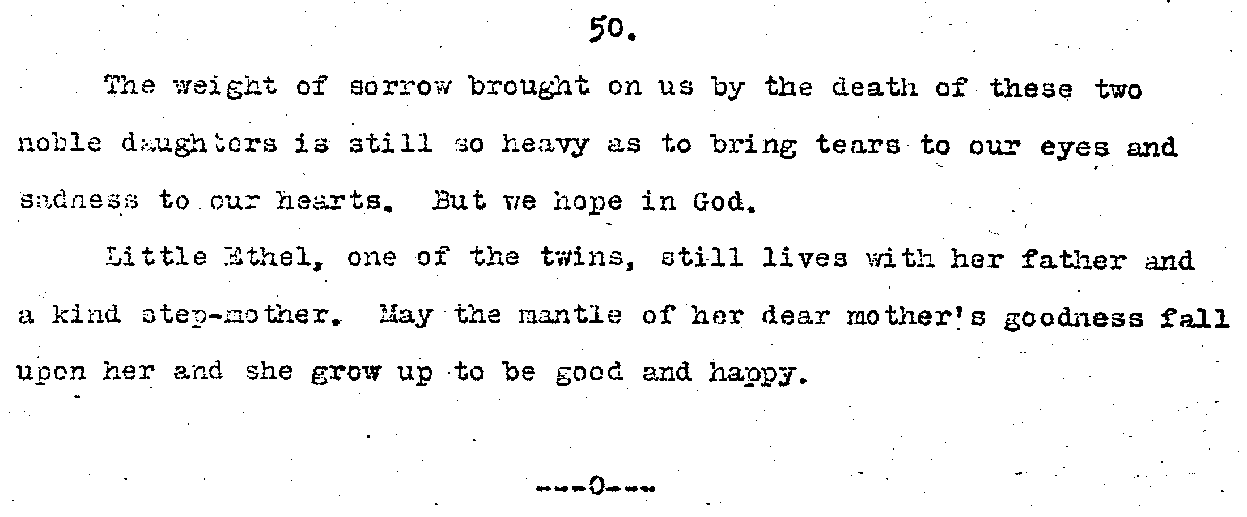 50.
The weight of sorrow brought on us by the death of these two
noble daughters is still so heavy as to bring tears to our eyes and
sadness to our hearts. But we hope in God.
Little Ethel, one of the twins, still lives with her father and
a kind step-mother. May the mantle of her dear mother's goodness fall
upon her and she grow up to be good and happy.
---0---